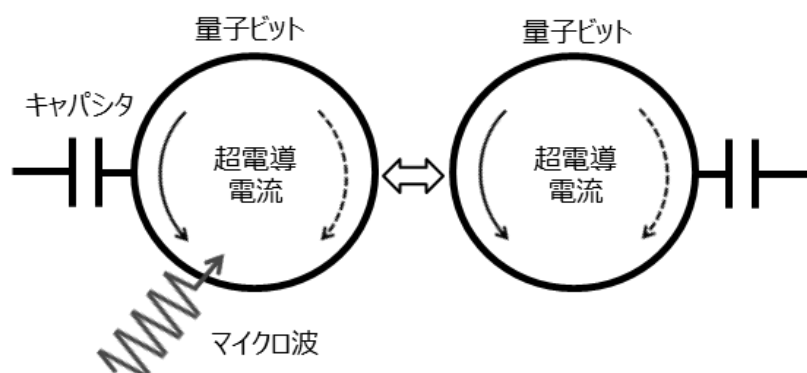 量子ビット
量子ビット
キャパシタ
超電導
電流
超電導
電流
マイクロ波